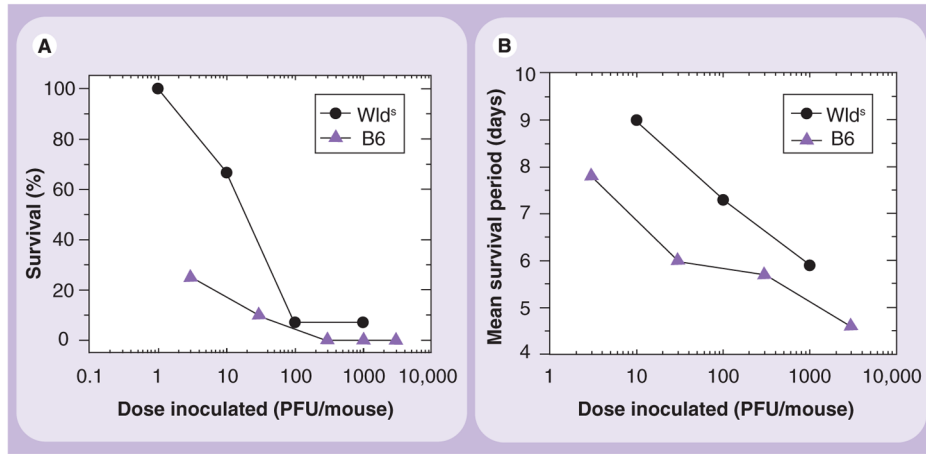 A
Survival (%)
100
80
60
40
20
0
0.1 1 10 100 1000 10,000
Dose inoculated (PFU/mouse)
Wldˢ
B6
B
Mean survival period (days)
10
9
8
7
6
5
4
1 10 100 1000 10,000
Dose inoculated (PFU/mouse)
Wldˢ
B6